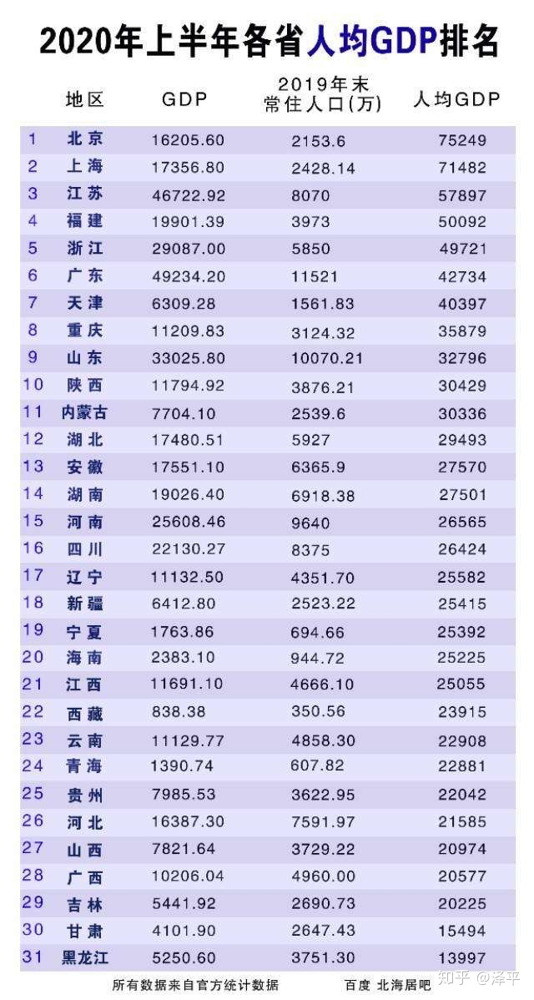 2020年上半年各省人均GDP排名
地区 GDP 2019年末 常住人口(万) 人均GDP
1 北京 16205.60 2153.6 75249
2 上海 17356.80 2428.14 71482
3 江苏 46722.92 8070 57897
4 福建 19901.39 3973 50092
5 浙江 29087.00 5850 49721
6 广东 49234.20 11521 42734
7 天津 6309.28 1561.83 40397
8 重庆 11209.83 3124.32 35879
9 山东 33025.80 10070.21 32796
10 陕西 11794.92 3876.21 30429
11 内蒙古 7704.10 2539.6 30336
12 湖北 17480.51 5927 29493
13 安徽 17551.10 6365.9 27570
14 湖南 19026.40 6918.38 27501
15 河南 25608.46 9640 26565
16 四川 22130.27 8375 26424
17 辽宁 11132.50 4351.70 25582
18 新疆 6412.80 2523.22 25415
19 宁夏 1763.86 694.66 25392
20 海南 2383.10 944.72 25225
21 江西 11691.10 4666.10 25055
22 西藏 838.38 350.56 23915
23 云南 11129.77 4858.30 22908
24 青海 1390.74 607.82 22881
25 贵州 7985.53 3622.95 22042
26 河北 16387.30 7591.97 21585
27 山西 7821.64 3729.22 20974
28 广西 10206.04 4960.00 20577
29 吉林 5441.92 2690.73 20225
30 甘肃 4101.90 2647.43 15494
31 黑龙江 5250.60 3751.30 13997
所有数据来自官方统计数据 百度 北海居吧
知乎 @泽平